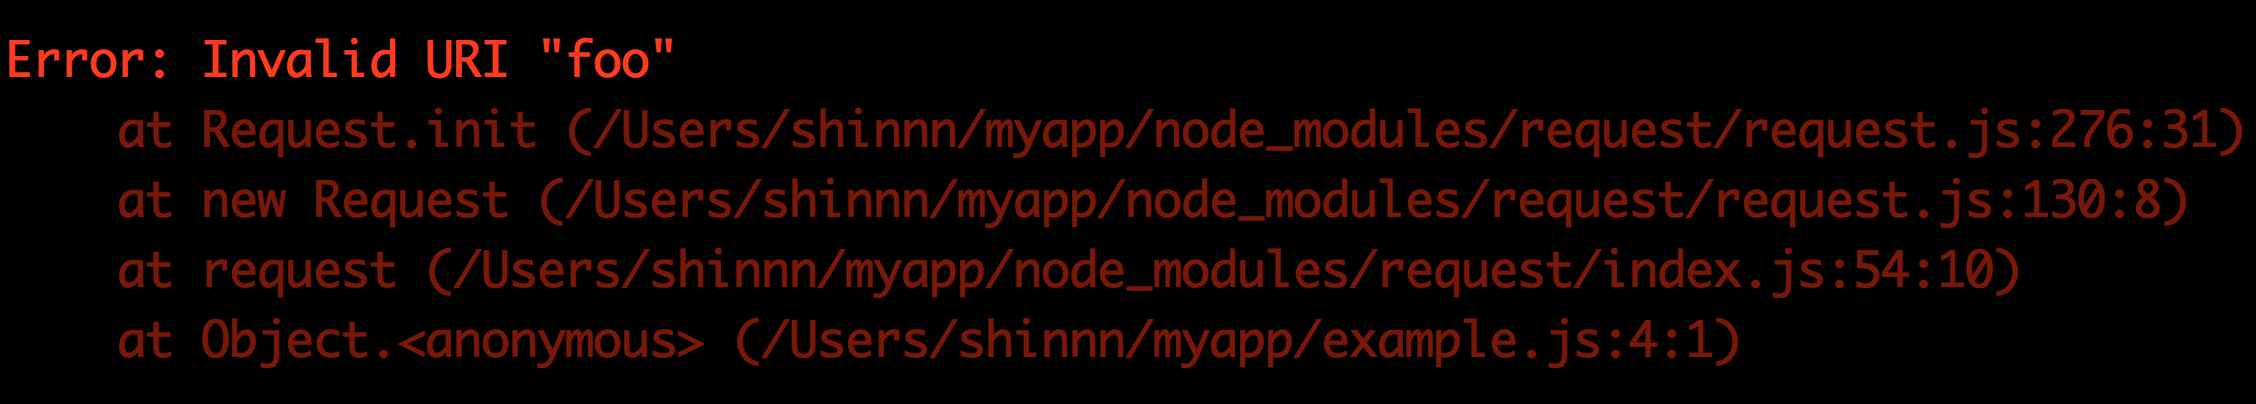 Error: Invalid URI "foo"
    at Request.init (/Users/shinnn/myapp/node_modules/request/request.js:276:31)
    at new Request (/Users/shinnn/myapp/node_modules/request/request.js:130:8)
    at request (/Users/shinnn/myapp/node_modules/request/index.js:54:10)
    at Object.<anonymous> (/Users/shinnn/myapp/example.js:4:1)